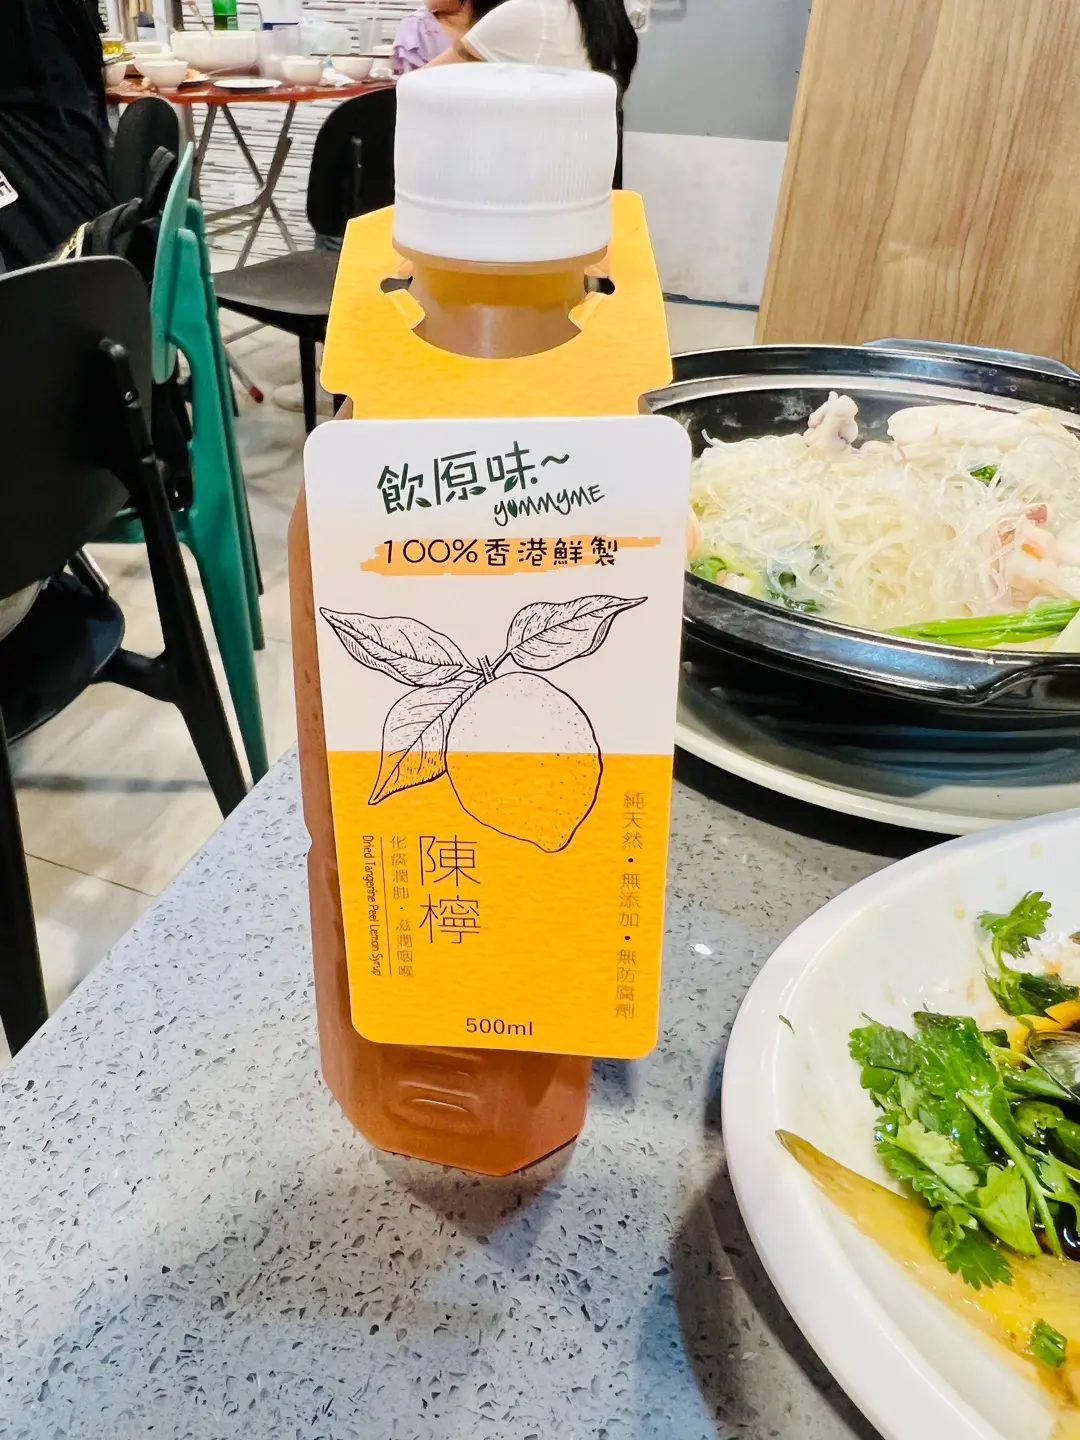 飲原味~
yummyME
100%香港鮮製
陳檸
化痰潤肺・滋潤咽喉
Dried Tangerine Peel Lemon Syrup
純天然・無添加・無防腐劑
500ml